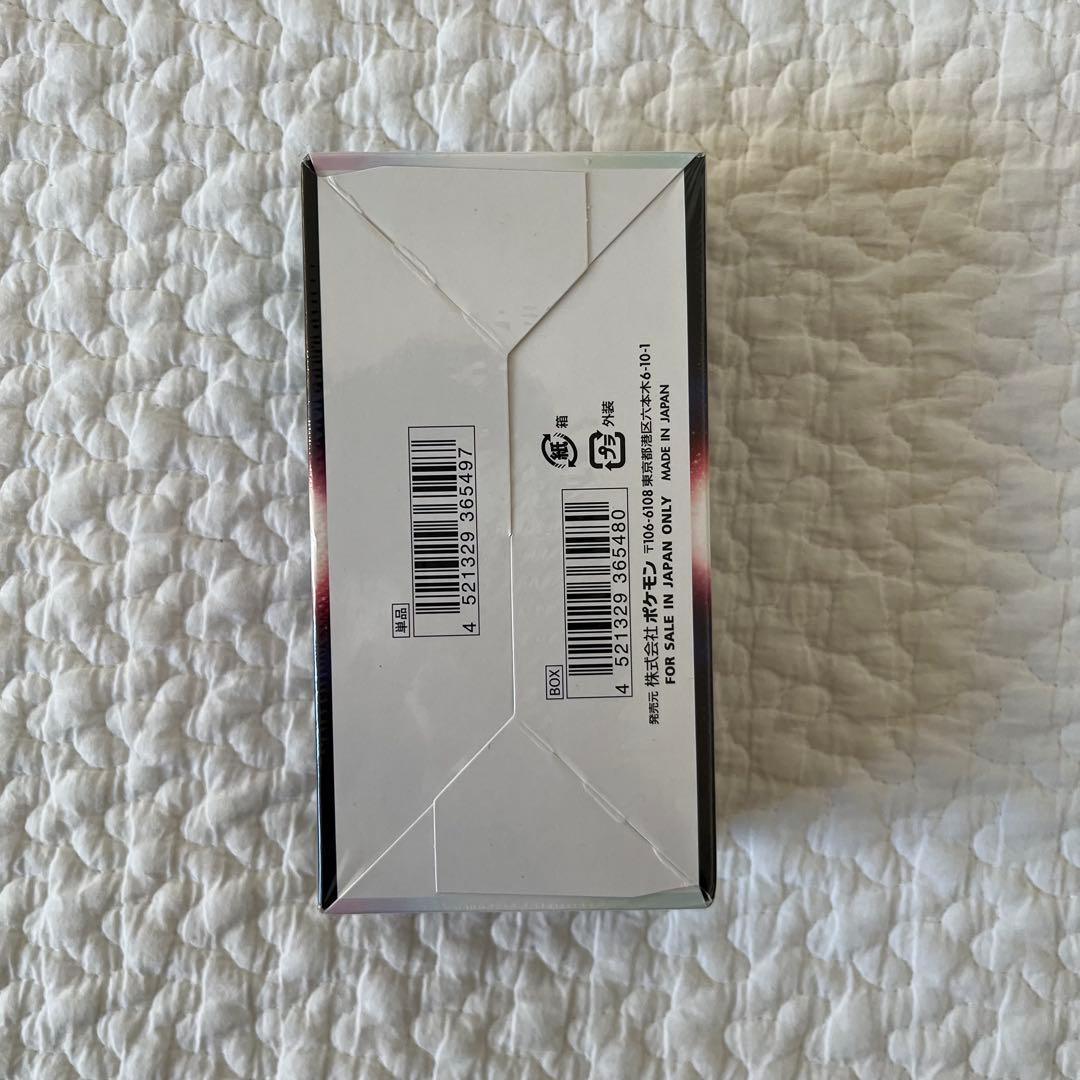 単品
4 521329 365497
BOX
4 521329 365480
紙 箱
プラ 外装
発売元 株式会社 ポケモン 〒106-6108 東京都港区六本木6-10-1
FOR SALE IN JAPAN ONLY MADE IN JAPAN